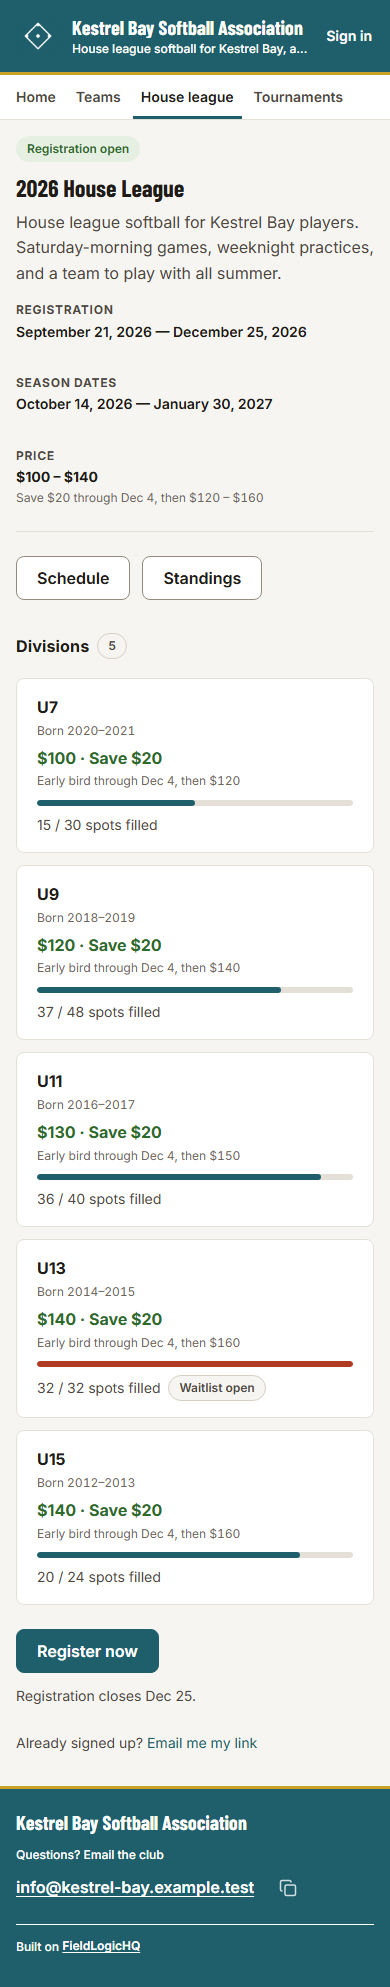 Kestrel Bay Softball Association
House league softball for Kestrel Bay, a...
Sign in
Home Teams House league Tournaments
Registration open
2026 House League
House league softball for Kestrel Bay players.
Saturday-morning games, weeknight practices,
and a team to play with all summer.
REGISTRATION
September 21, 2026 — December 25, 2026
SEASON DATES
October 14, 2026 — January 30, 2027
PRICE
$100 – $140
Save $20 through Dec 4, then $120 – $160
Schedule Standings
Divisions 5
U7
Born 2020–2021
$100 · Save $20
Early bird through Dec 4, then $120
15 / 30 spots filled
U9
Born 2018–2019
$120 · Save $20
Early bird through Dec 4, then $140
37 / 48 spots filled
U11
Born 2016–2017
$130 · Save $20
Early bird through Dec 4, then $150
36 / 40 spots filled
U13
Born 2014–2015
$140 · Save $20
Early bird through Dec 4, then $160
32 / 32 spots filled Waitlist open
U15
Born 2012–2013
$140 · Save $20
Early bird through Dec 4, then $160
20 / 24 spots filled
Register now
Registration closes Dec 25.
Already signed up? Email me my link
Kestrel Bay Softball Association
Questions? Email the club
info@kestrel-bay.example.test
Built on FieldLogicHQ